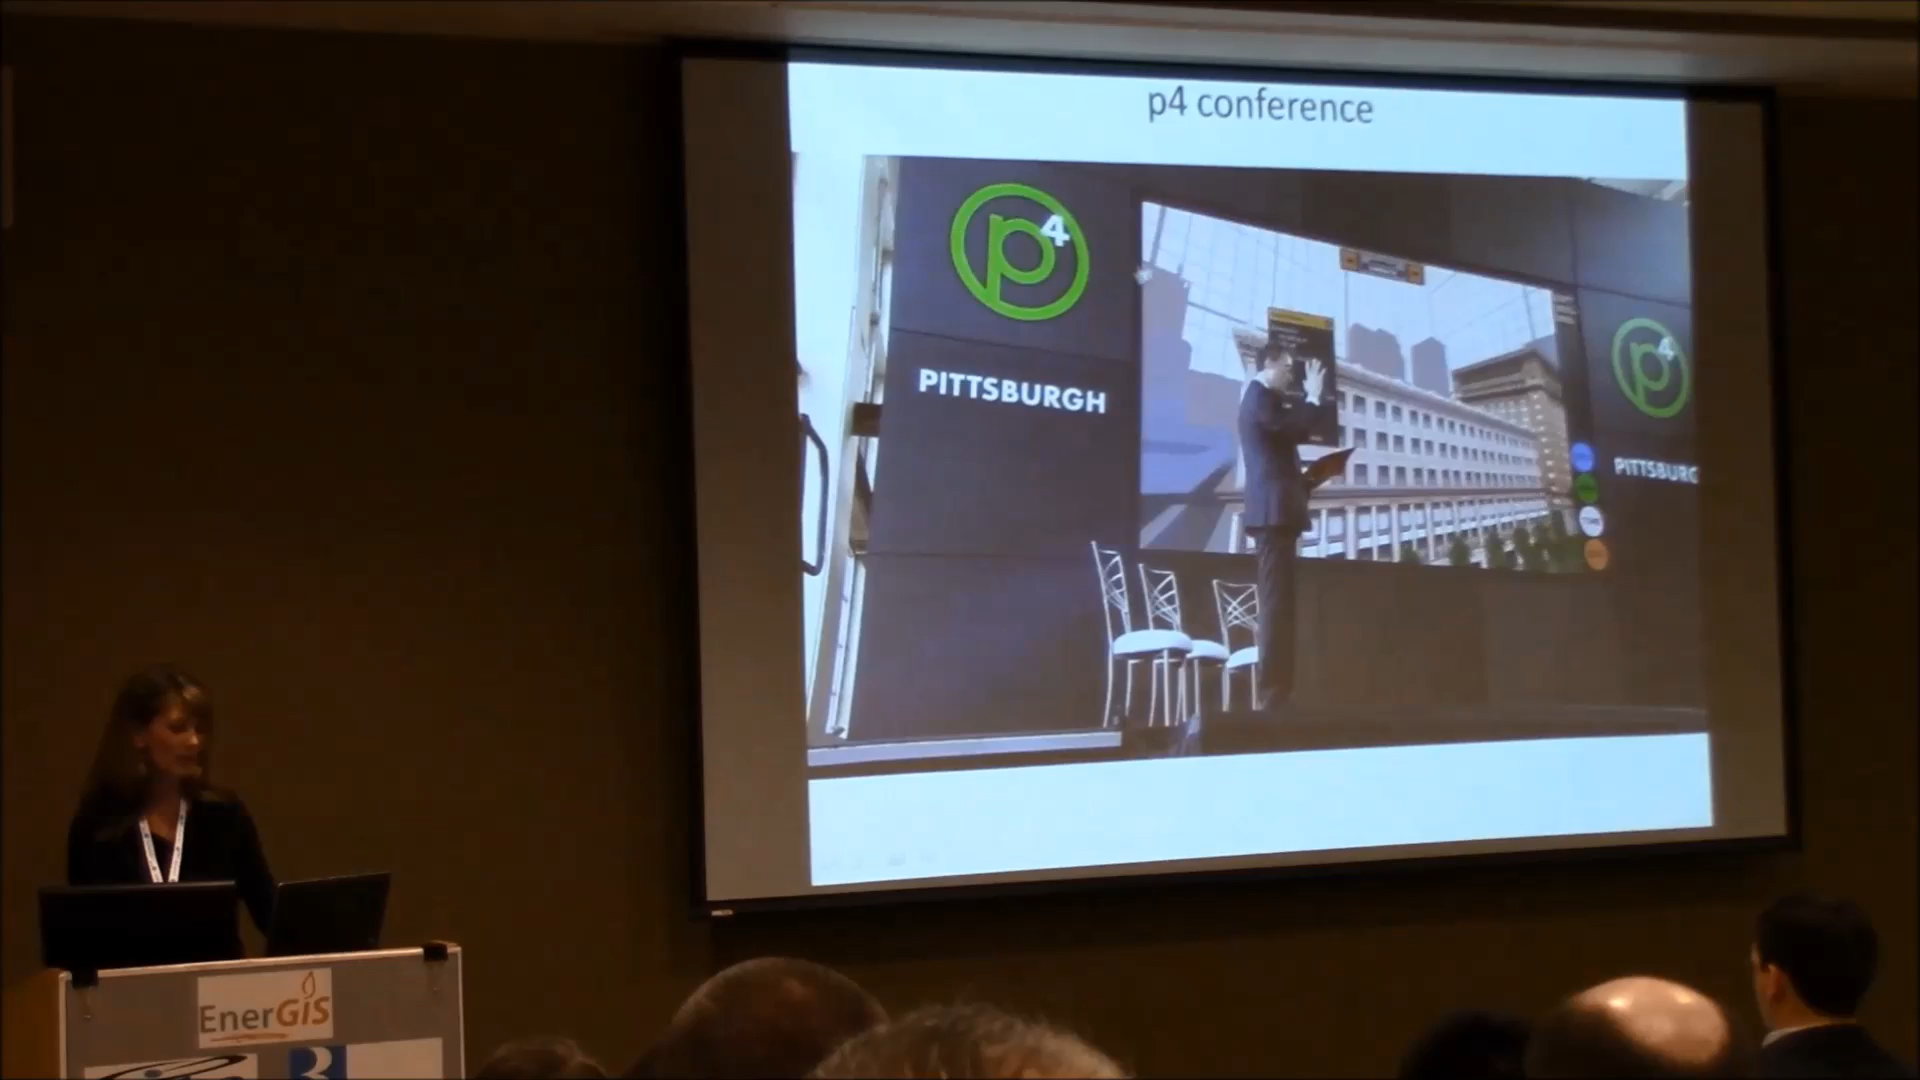 p4 conference
p4
PITTSBURGH
p4
PITTSBURG
EnerGIS